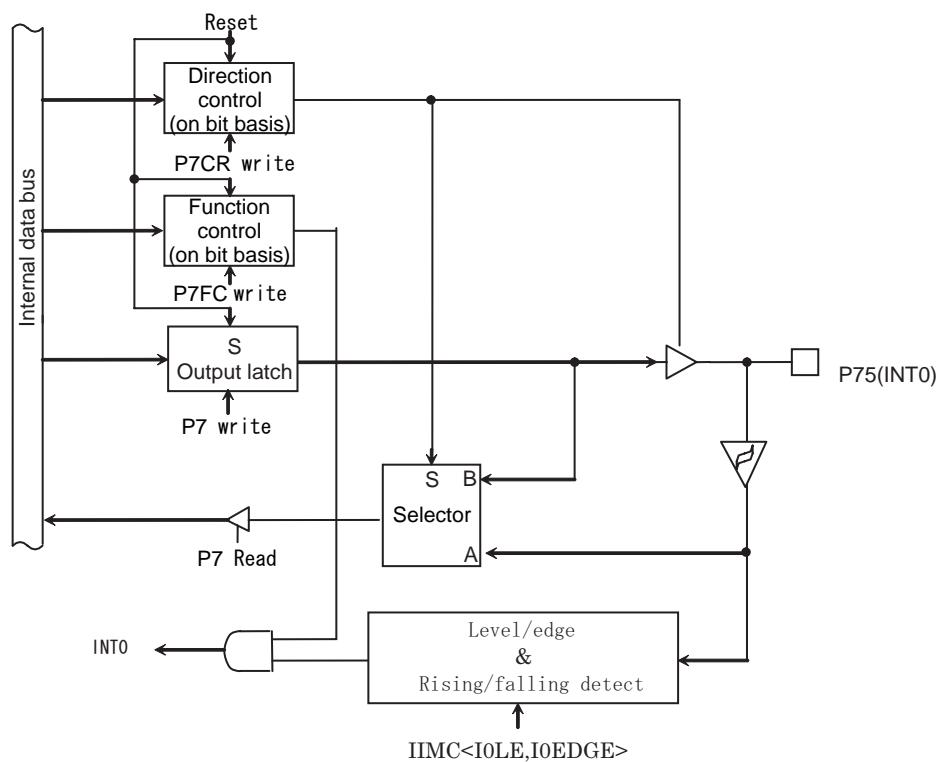 Reset
Internal data bus
Direction
control
(on bit basis)
P7CR write
Function
control
(on bit basis)
P7FC write
S
Output latch
P7 write
P75(INT0)
S
B
Selector
A
P7 Read
INT0
Level/edge
&
Rising/falling detect
IIMC<I0LE,I0EDGE>